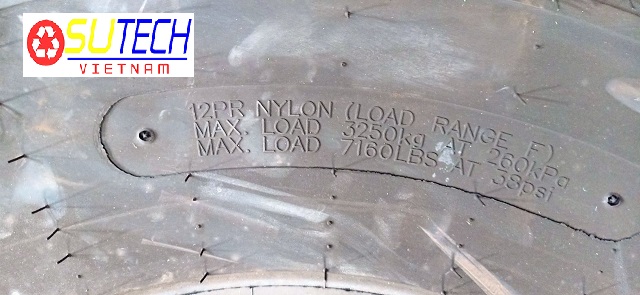 SUTECH
VIETNAM
12PR NYLON (LOAD RANGE F)
MAX. LOAD 3250kg AT 260kPa
MAX. LOAD 7160LBS AT 38psi